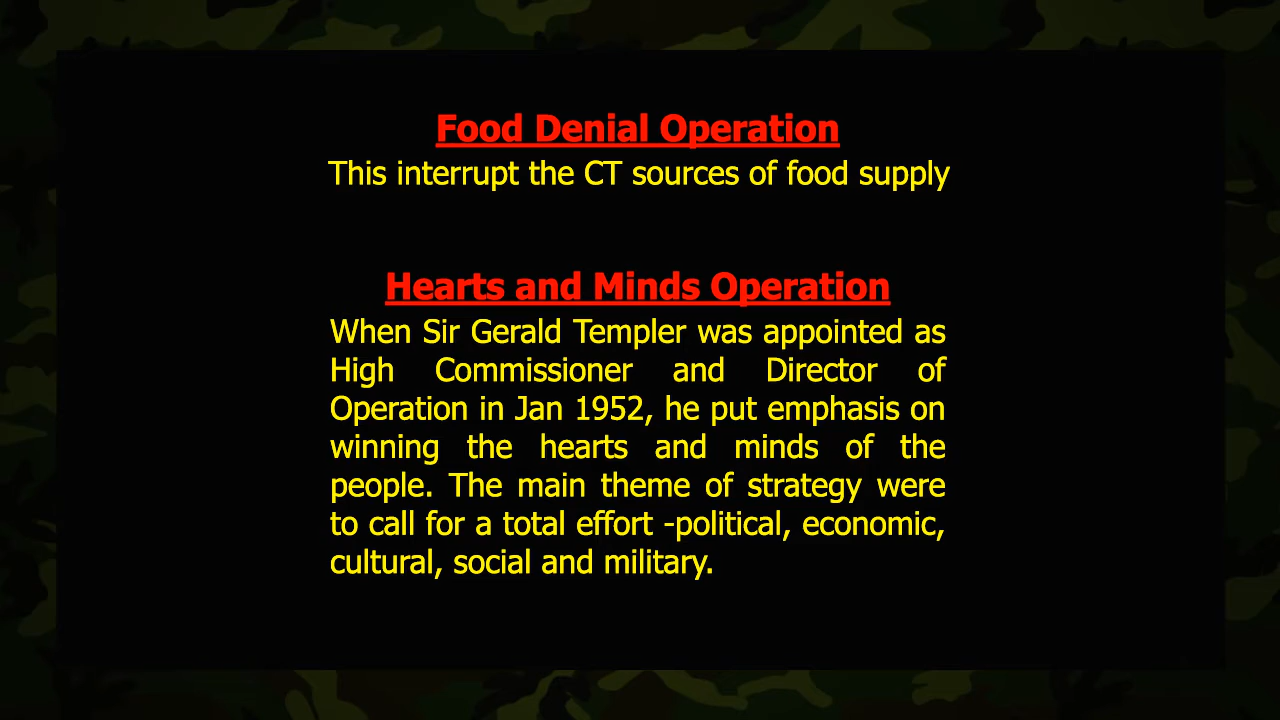 Food Denial Operation
This interrupt the CT sources of food supply
Hearts and Minds Operation
When Sir Gerald Templer was appointed as
High Commissioner and Director of
Operation in Jan 1952, he put emphasis on
winning the hearts and minds of the
people. The main theme of strategy were
to call for a total effort -political, economic,
cultural, social and military.